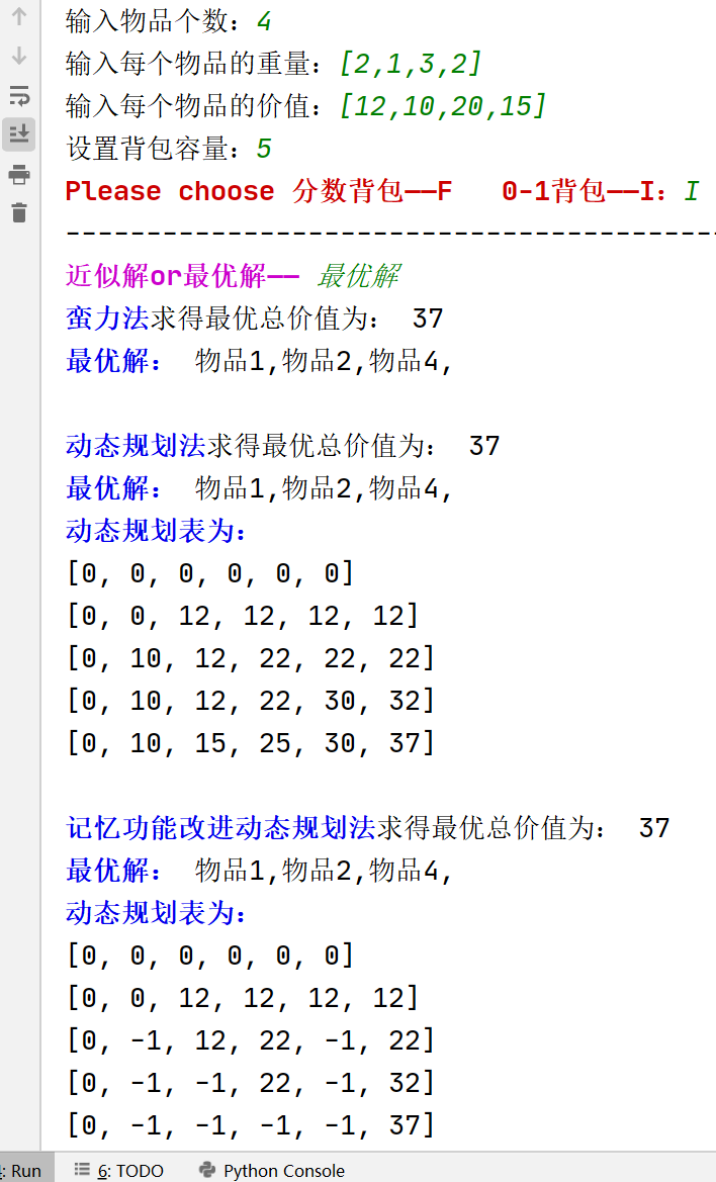 输入物品个数：4
输入每个物品的重量：[2,1,3,2]
输入每个物品的价值：[12,10,20,15]
设置背包容量：5
Please choose 分数背包——F   0-1背包——I：I
----------------------------------------
近似解or最优解—— 最优解
蛮力法求得最优总价值为： 37
最优解： 物品1,物品2,物品4,
动态规划法求得最优总价值为： 37
最优解： 物品1,物品2,物品4,
动态规划表为：
[0, 0, 0, 0, 0, 0]
[0, 0, 12, 12, 12, 12]
[0, 10, 12, 22, 22, 22]
[0, 10, 12, 22, 30, 32]
[0, 10, 15, 25, 30, 37]
记忆功能改进动态规划法求得最优总价值为： 37
最优解： 物品1,物品2,物品4,
动态规划表为：
[0, 0, 0, 0, 0, 0]
[0, 0, 12, 12, 12, 12]
[0, -1, 12, 22, -1, 22]
[0, -1, -1, 22, -1, 32]
[0, -1, -1, -1, -1, 37]
: Run   6: TODO   Python Console